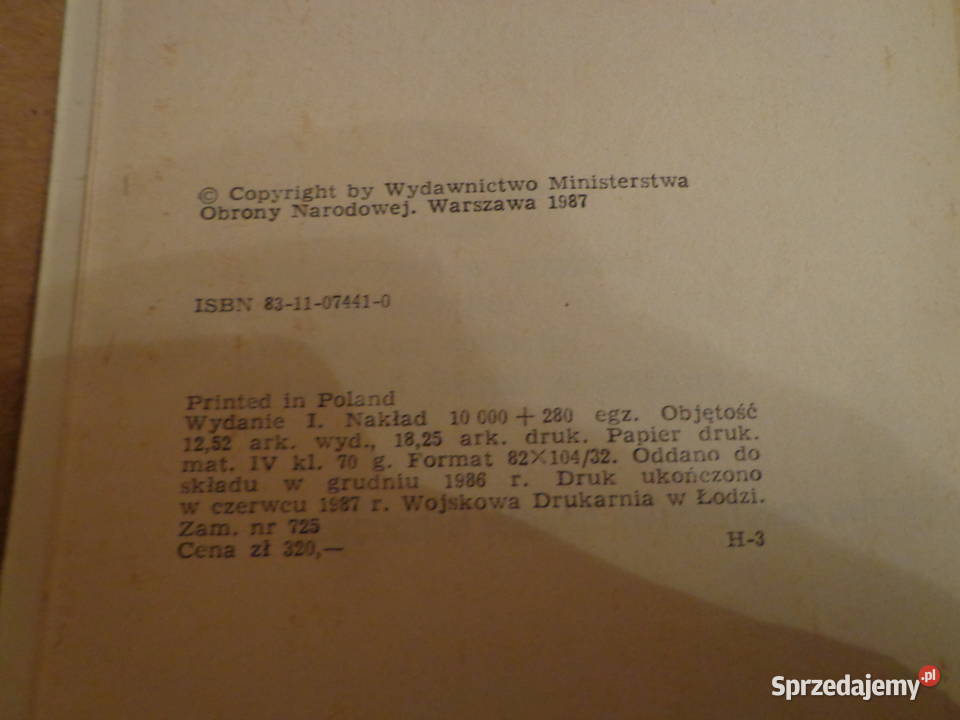 © Copyright by Wydawnictwo Ministerstwa
Obrony Narodowej. Warszawa 1987
ISBN 83-11-07441-0
Printed in Poland
Wydanie I. Nakład 10 000 + 280 egz. Objętość
12,52 ark. wyd., 18,25 ark. druk. Papier druk.
mat. IV kl. 70 g. Format 82×104/32. Oddano do
składu w grudniu 1986 r. Druk ukończono
w czerwcu 1987 r. Wojskowa Drukarnia w Łodzi.
Zam. nr 725
Cena zł 320,—
H-3
Sprzedajemy.pl